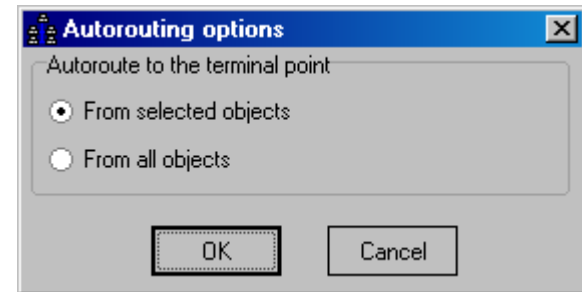 Autorouting options
Autoroute to the terminal point
From selected objects
From all objects
OK Cancel